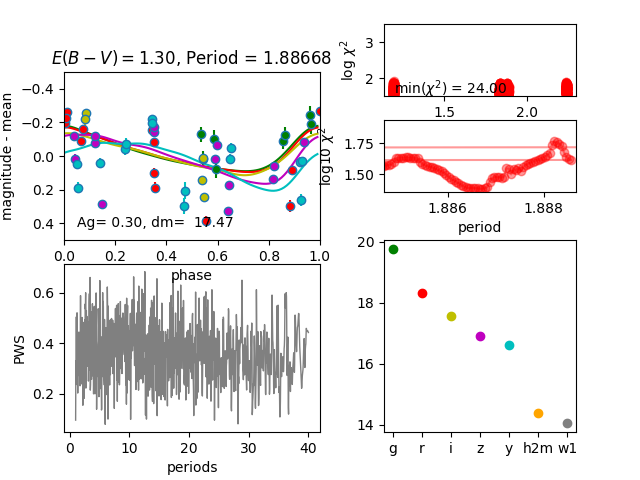 E(B − V) = 1.30, Period = 1.88668
magnitude - mean
−0.4
−0.2
0.0
0.2
0.4
Ag= 0.30, dm= 17.47
0.0 0.2 0.4 0.6 0.8 1.0
phase
log χ²
3
2
min(χ²) = 24.00
1.5 2.0
log10 χ²
1.75
1.50
1.886 1.888
period
PWS
0.6
0.4
0.2
0 10 20 30 40
periods
20
18
16
14
g r i z y h2m w1